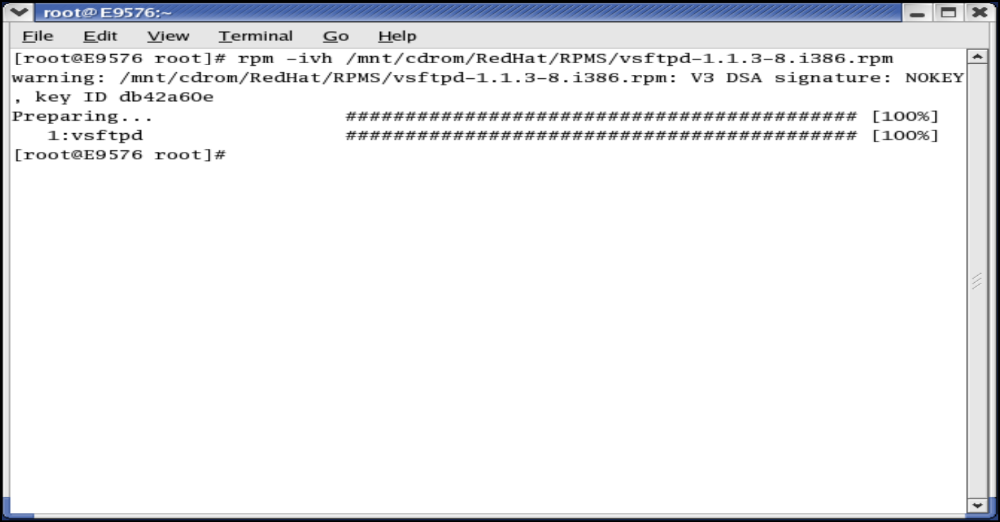 root@E9576:~
File Edit View Terminal Go Help
[root@E9576 root]# rpm -ivh /mnt/cdrom/RedHat/RPMS/vsftpd-1.1.3-8.i386.rpm
warning: /mnt/cdrom/RedHat/RPMS/vsftpd-1.1.3-8.i386.rpm: V3 DSA signature: NOKEY
, key ID db42a60e
Preparing... ########################################### [100%]
1:vsftpd ########################################### [100%]
[root@E9576 root]#